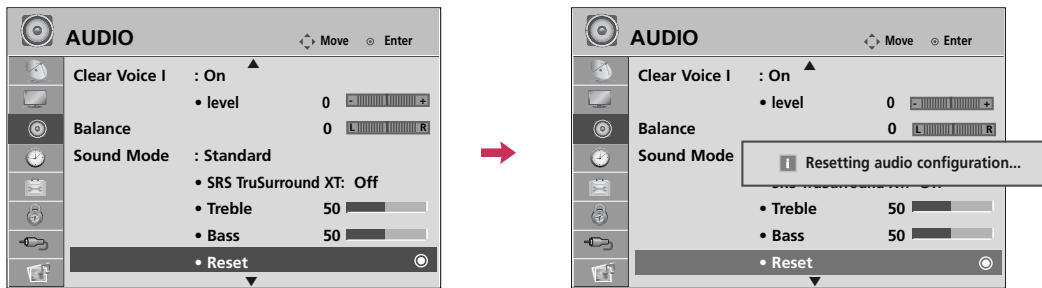 AUDIO Move Enter
Clear Voice I : On
• level 0 - +
Balance 0 L R
Sound Mode : Standard
• SRS TruSurround XT: Off
• Treble 50
• Bass 50
• Reset
AUDIO Move Enter
Clear Voice I : On
• level 0 - +
Balance 0 L R
Sound Mode
i Resetting audio configuration...
• Treble 50
• Bass 50
• Reset